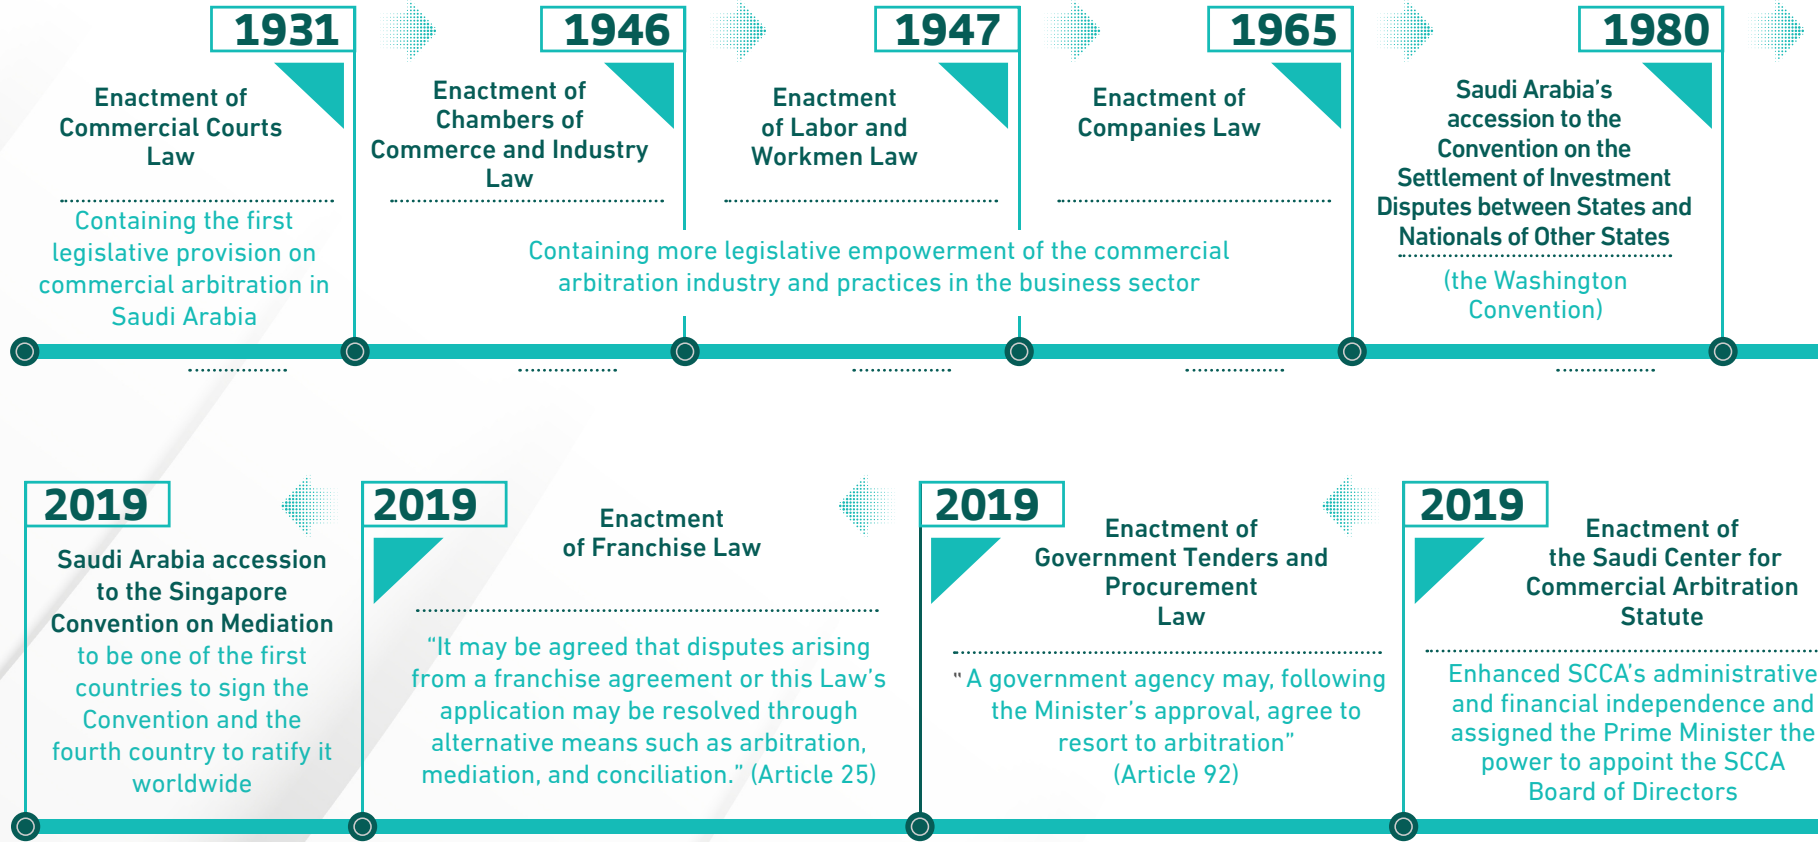 1931
Enactment of
Commercial Courts
Law
Containing the first
legislative provision on
commercial arbitration in
Saudi Arabia
1946
Enactment of
Chambers of
Commerce and Industry
Law
1947
Enactment
of Labor and
Workmen Law
1965
Enactment of
Companies Law
Containing more legislative empowerment of the commercial
arbitration industry and practices in the business sector
1980
Saudi Arabia's
accession to the
Convention on the
Settlement of Investment
Disputes between States and
Nationals of Other States
(the Washington
Convention)
2019
Saudi Arabia accession
to the Singapore
Convention on Mediation
to be one of the first
countries to sign the
Convention and the
fourth country to ratify it
worldwide
2019
Enactment
of Franchise Law
“It may be agreed that disputes arising
from a franchise agreement or this Law's
application may be resolved through
alternative means such as arbitration,
mediation, and conciliation.” (Article 25)
2019
Enactment of
Government Tenders and
Procurement
Law
“A government agency may, following
the Minister's approval, agree to
resort to arbitration”
(Article 92)
2019
Enactment of
the Saudi Center for
Commercial Arbitration
Statute
Enhanced SCCA's administrative
and financial independence and
assigned the Prime Minister the
power to appoint the SCCA
Board of Directors